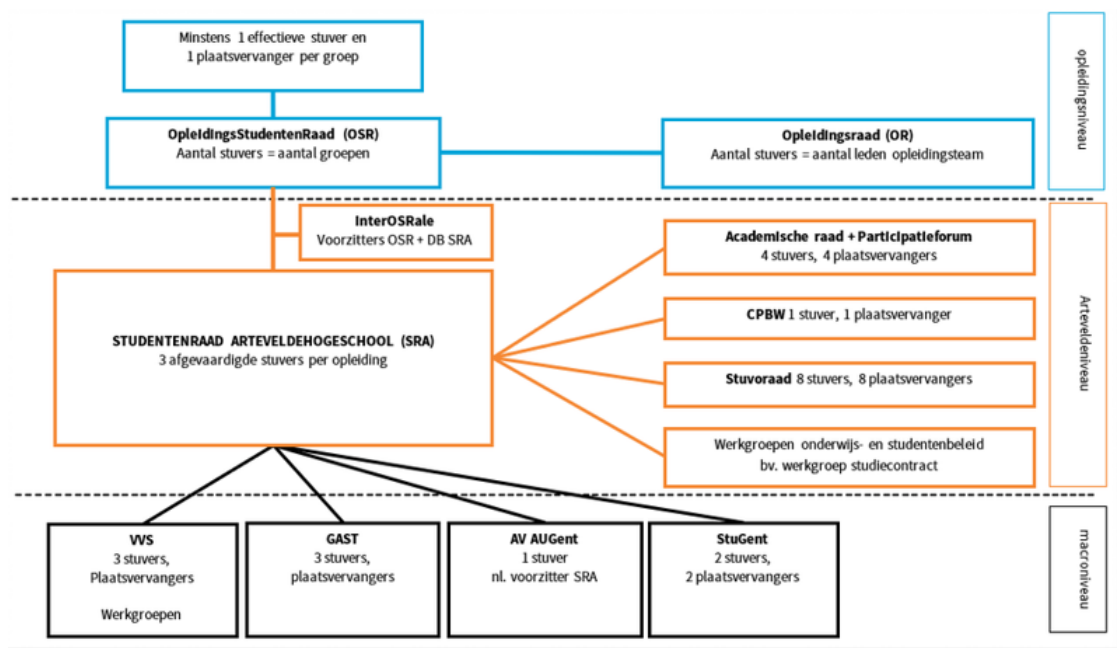 Minstens 1 effectieve stuver en
1 plaatsvervanger per groep
opleidingsniveau
OpleidingsStudentenRaad (OSR)
Aantal stuvers = aantal groepen
Opleidingsraad (OR)
Aantal stuvers = aantal leden opleidingsteam
InterOSRale
Voorzitters OSR + DB SRA
Academische raad + Participatieforum
4 stuvers, 4 plaatsvervangers
Arteveldeniveau
CPBW 1 stuver, 1 plaatsvervanger
STUDENTENRAAD ARTEVELDEHOGESCHOOL (SRA)
3 afgevaardigde stuvers per opleiding
Stuvoraad 8 stuvers, 8 plaatsvervangers
Werkgroepen onderwijs- en studentenbeleid
bv. werkgroep studiecontract
VVS
3 stuvers,
Plaatsvervangers
Werkgroepen
GAST
3 stuvers,
plaatsvervangers
AV AUGent
1 stuver
nl. voorzitter SRA
StuGent
2 stuvers,
2 plaatsvervangers
macroniveau